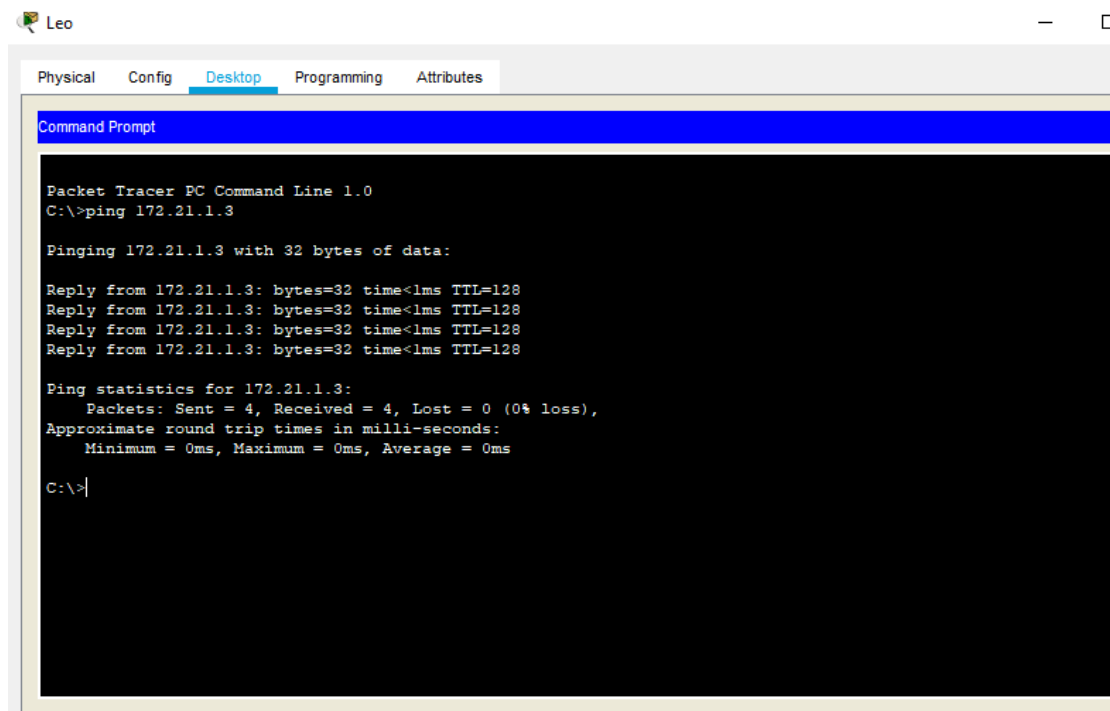 Leo
Physical Config Desktop Programming Attributes
Command Prompt
Packet Tracer PC Command Line 1.0
C:\>ping 172.21.1.3
Pinging 172.21.1.3 with 32 bytes of data:
Reply from 172.21.1.3: bytes=32 time<1ms TTL=128
Reply from 172.21.1.3: bytes=32 time<1ms TTL=128
Reply from 172.21.1.3: bytes=32 time<1ms TTL=128
Reply from 172.21.1.3: bytes=32 time<1ms TTL=128
Ping statistics for 172.21.1.3:
Packets: Sent = 4, Received = 4, Lost = 0 (0% loss),
Approximate round trip times in milli-seconds:
Minimum = 0ms, Maximum = 0ms, Average = 0ms
C:\>